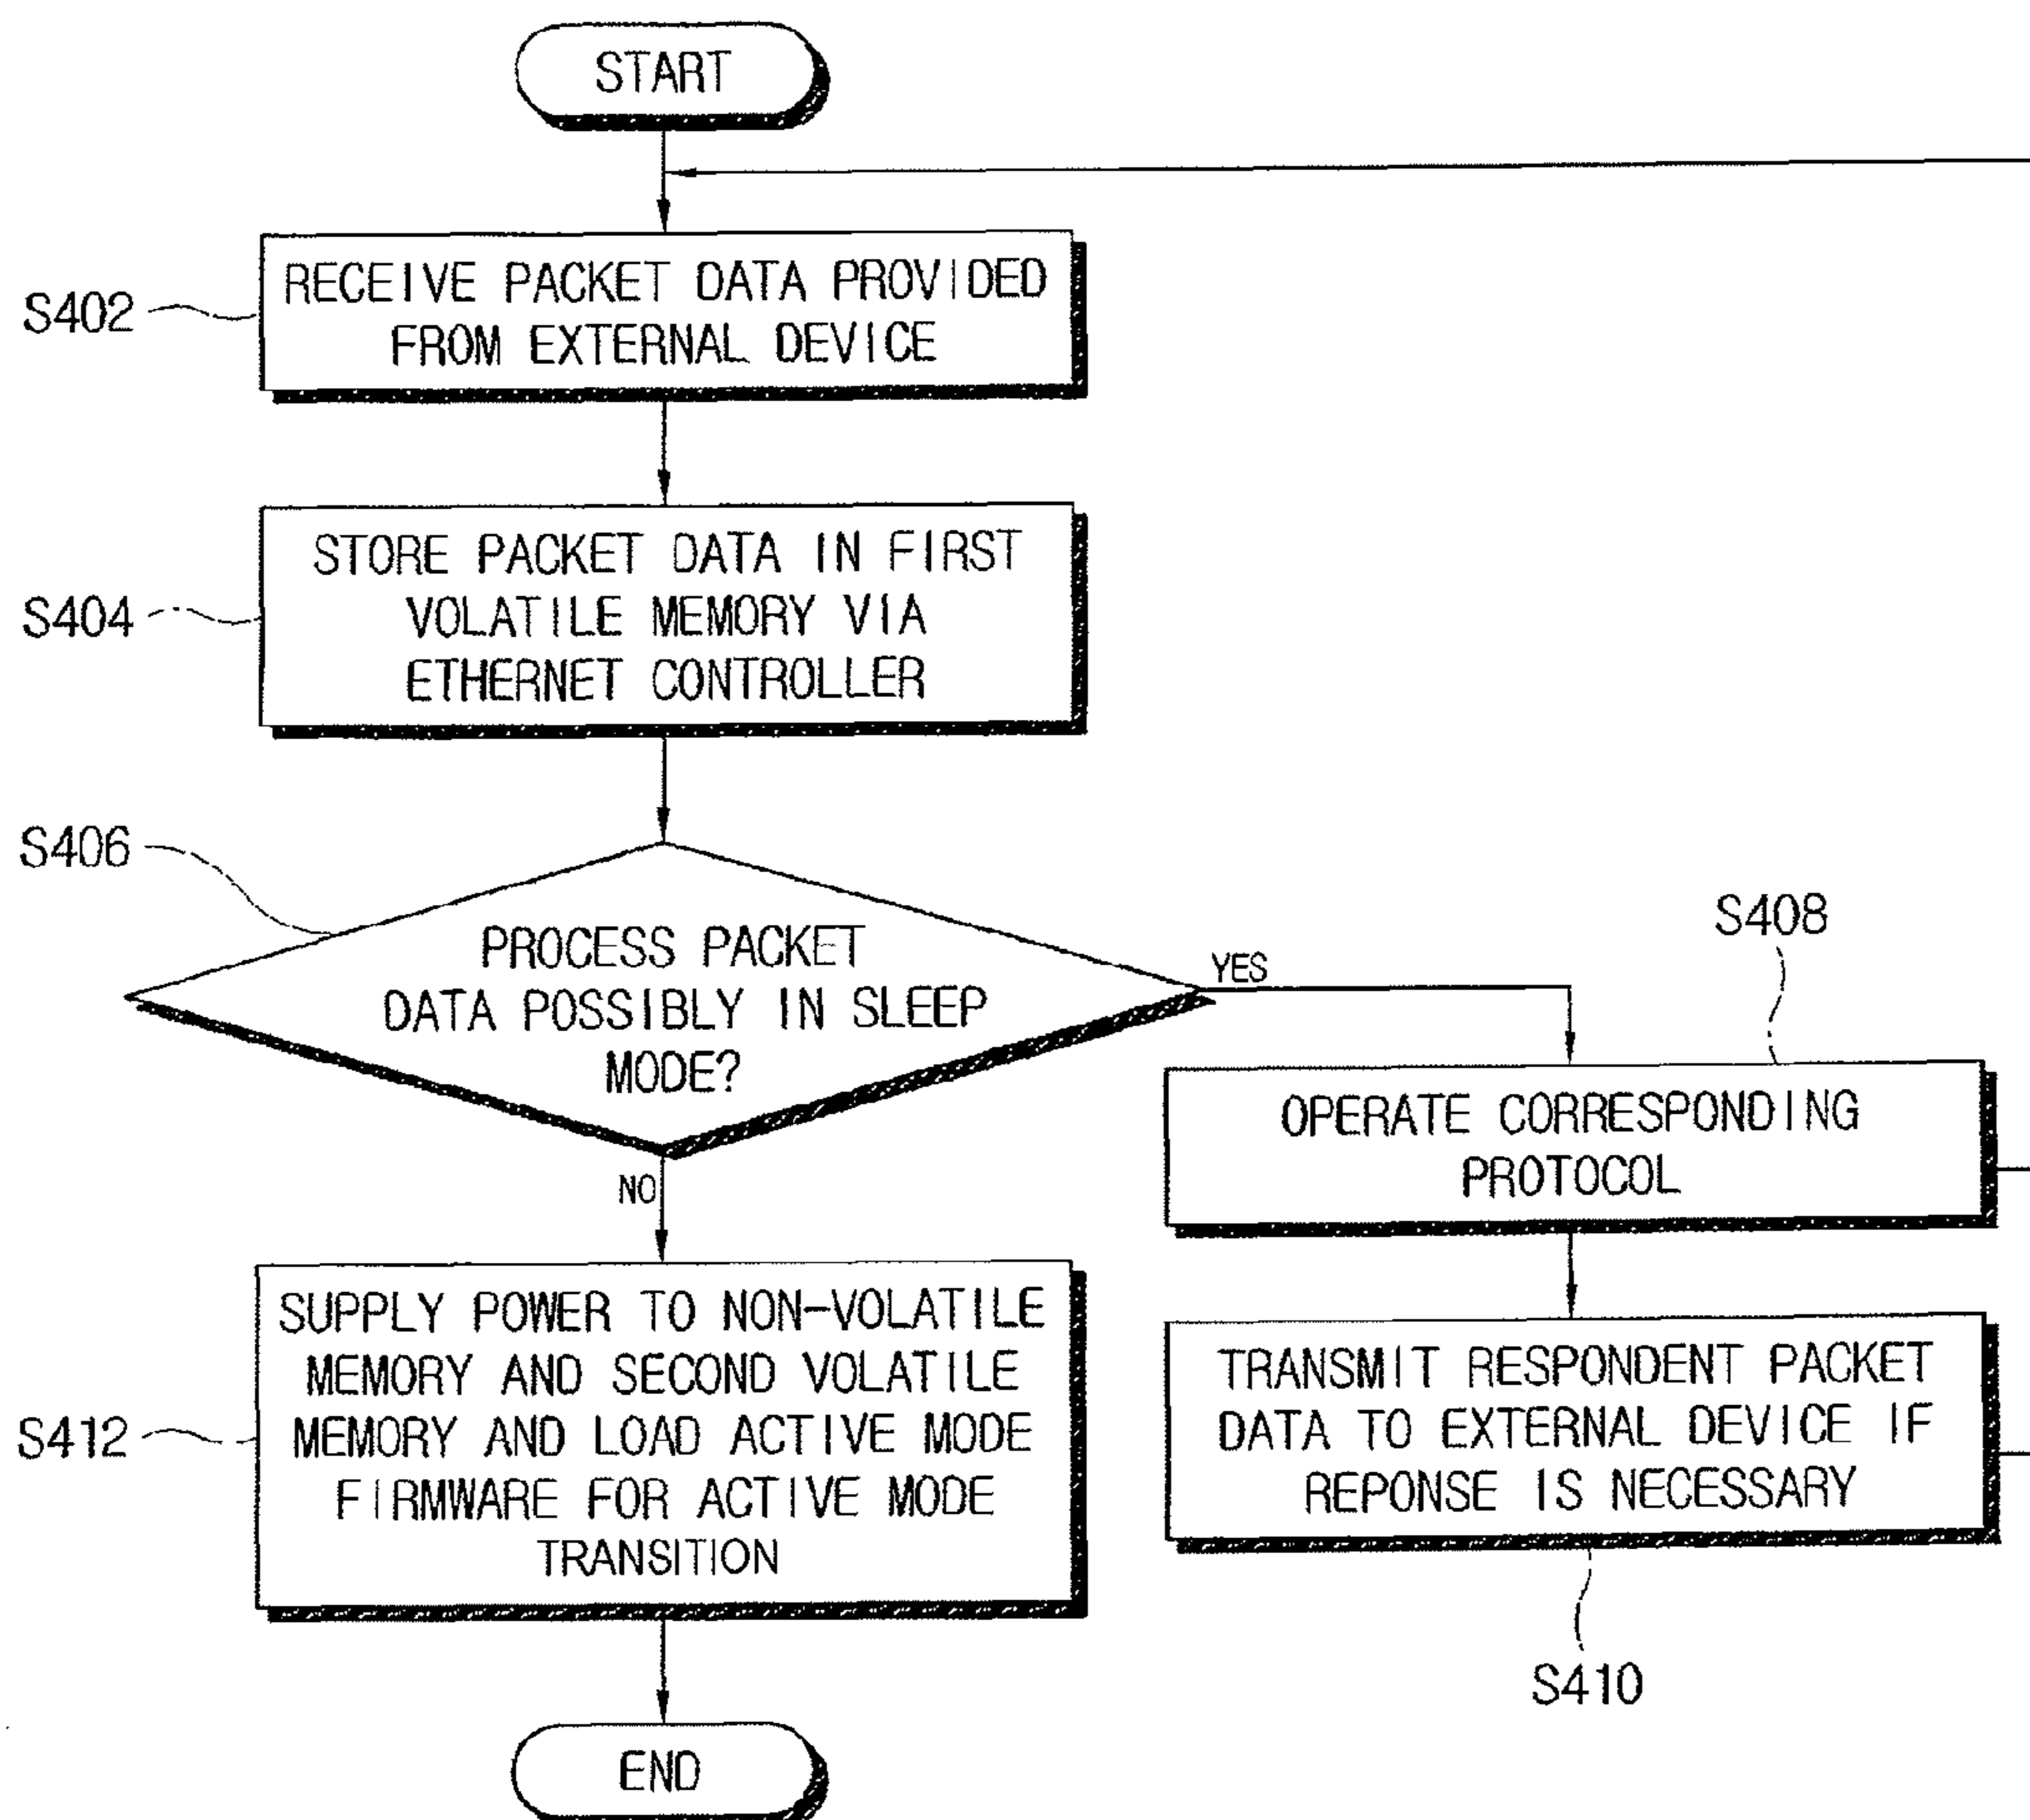 START
S402
RECEIVE PACKET DATA PROVIDED
FROM EXTERNAL DEVICE
S404
STORE PACKET DATA IN FIRST
VOLATILE MEMORY VIA
ETHERNET CONTROLLER
S406
PROCESS PACKET
DATA POSSIBLY IN SLEEP
MODE?
YES
NO
S408
OPERATE CORRESPONDING
PROTOCOL
TRANSMIT RESPONDENT PACKET
DATA TO EXTERNAL DEVICE IF
REPONSE IS NECESSARY
S410
S412
SUPPLY POWER TO NON-VOLATILE
MEMORY AND SECOND VOLATILE
MEMORY AND LOAD ACTIVE MODE
FIRMWARE FOR ACTIVE MODE
TRANSITION
END